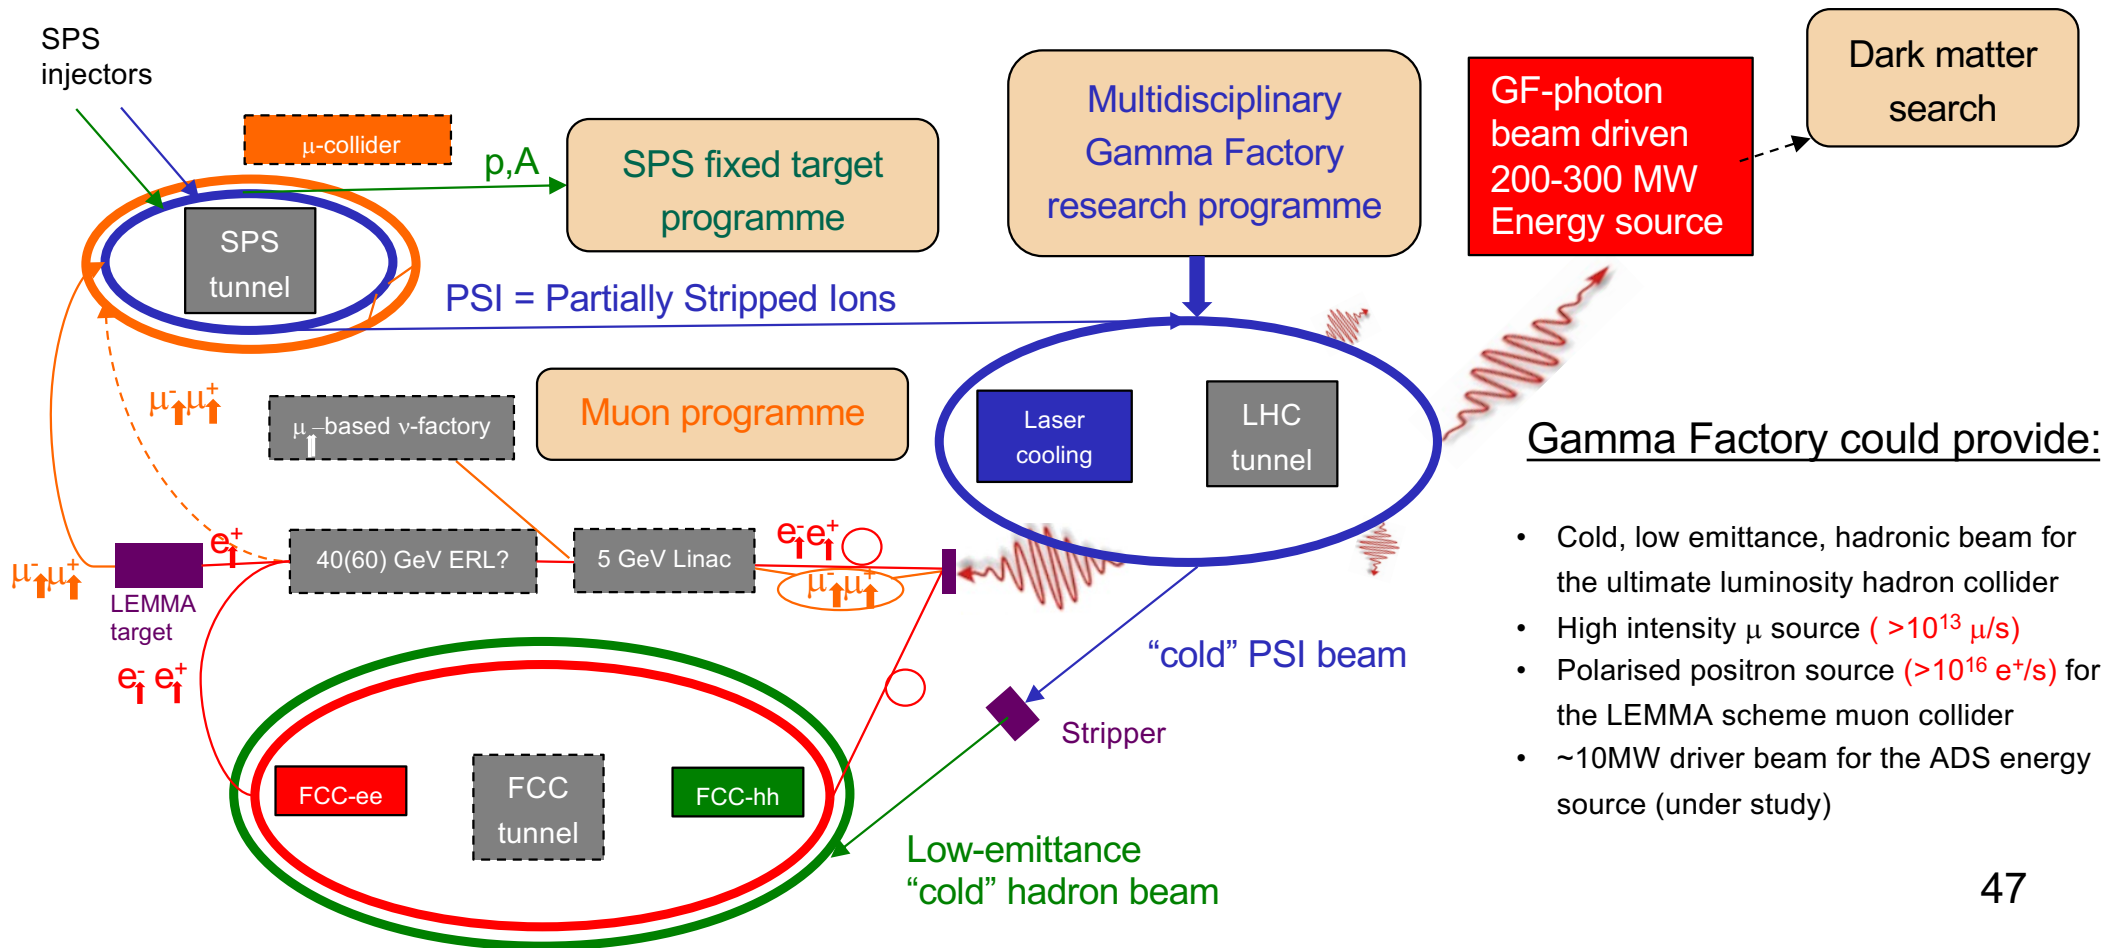 SPS
injectors
μ-collider
p,A
SPS fixed target
programme
Multidisciplinary
Gamma Factory
research programme
GF-photon
beam driven
200-300 MW
Energy source
Dark matter
search
SPS
tunnel
PSI = Partially Stripped Ions
μ⁻μ⁺
μ –based ν-factory
Muon programme
Laser
cooling
LHC
tunnel
Gamma Factory could provide:
• Cold, low emittance, hadronic beam for
the ultimate luminosity hadron collider
• High intensity μ source ( >10¹³ μ/s)
• Polarised positron source (>10¹⁶ e⁺/s) for
the LEMMA scheme muon collider
• ~10MW driver beam for the ADS energy
source (under study)
μ⁻μ⁺
LEMMA
target
e⁺
40(60) GeV ERL?
5 GeV Linac
e⁻e⁺
μ⁻μ⁺
e⁻ e⁺
“cold” PSI beam
Stripper
FCC-ee
FCC
tunnel
FCC-hh
Low-emittance
“cold” hadron beam
47